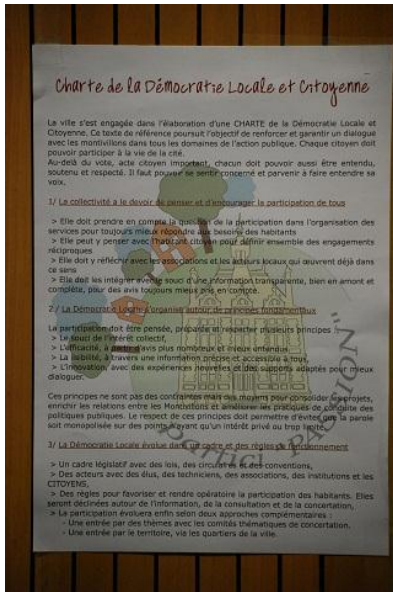 Charte de la Démocratie Locale et Citoyenne
La ville s'est engagée dans l'élaboration d'une CHARTE de la Démocratie Locale et
Citoyenne. Ce texte de référence poursuit l'objectif de renforcer et garantir un dialogue
avec les montivillons dans tous les domaines de l'action publique. Chaque citoyen doit
pouvoir participer à la vie de la cité.
Au-delà du vote, acte citoyen important, chacun doit pouvoir aussi être entendu,
soutenu et respecté. Il faut pouvoir se sentir concerné et parvenir à faire entendre sa
voix.
1/ La collectivité a le devoir de penser et d'encourager la participation de tous
> Elle doit prendre en compte la question de la participation dans l'organisation des
services pour toujours mieux répondre aux besoins des habitants
> Elle peut y penser avec l'habitant citoyen pour définir ensemble des engagements
réciproques
> Elle doit y réfléchir avec les associations et les acteurs locaux qui œuvrent déjà dans
ce sens
> Elle doit les intégrer avec le souci d'une information transparente, bien en amont et
complète, pour des avis toujours mieux pris en compte.
2 / La Démocratie Locale s'organise autour de principes fondamentaux
La participation doit être pensée, préparée et respecter plusieurs principes :
> Le souci de l'intérêt collectif,
> L'efficacité, à partir d'avis plus nombreux et mieux entendus,
> La lisibilité, à travers une information précise et accessible à tous,
> L'innovation avec des expériences nouvelles et des supports adaptés pour mieux
dialoguer.
Ces principes ne sont pas des contraintes mais des moyens pour consolider les projets,
enrichir les relations entre les Montivillons et améliorer les pratiques de conduite des
politiques publiques. Le respect de ces principes doit permettre d'éviter que la parole
soit monopolisée sur des points n'ayant qu'un intérêt privé ou trop limité.
3/ La Démocratie Locale évolue dans un cadre et des règles de fonctionnement
> Un cadre législatif avec des lois, des circulaires et des conventions,
> Des acteurs avec des élus, des techniciens, des associations, des institutions et les
CITOYENS,
> Des règles pour favoriser et rendre opératoire la participation des habitants. Elles
seront déclinées autour de l'information, de la consultation et de la concertation,
> La participation évoluera enfin selon deux approches complémentaires :
- Une entrée par des thèmes avec les comités thématiques de concertation.
- Une entrée par le territoire, via les quartiers de la ville.
Partici PASSION"